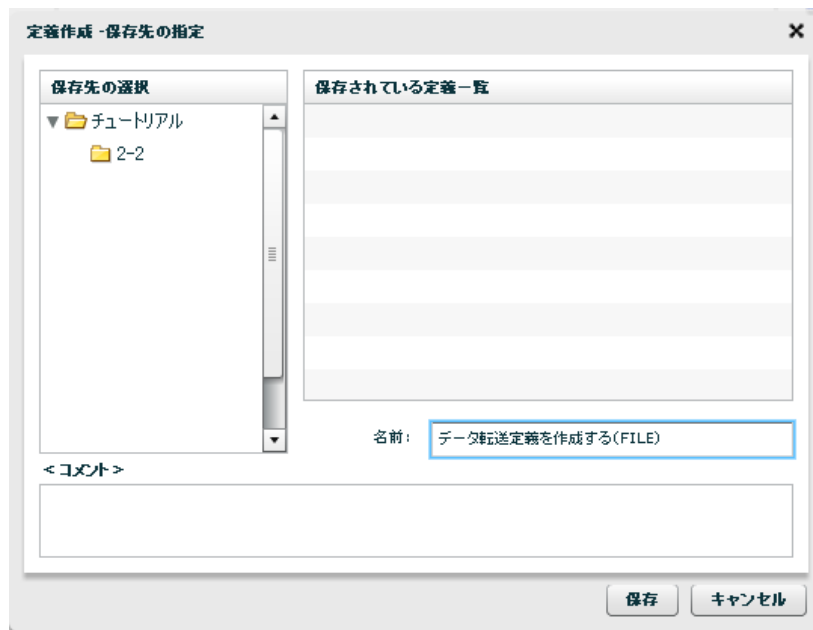 定義作成 -保存先の指定
保存先の選択
保存されている定義一覧
チュートリアル
2-2
名前:
データ転送定義を作成する(FILE)
<コメント>
保存
キャンセル